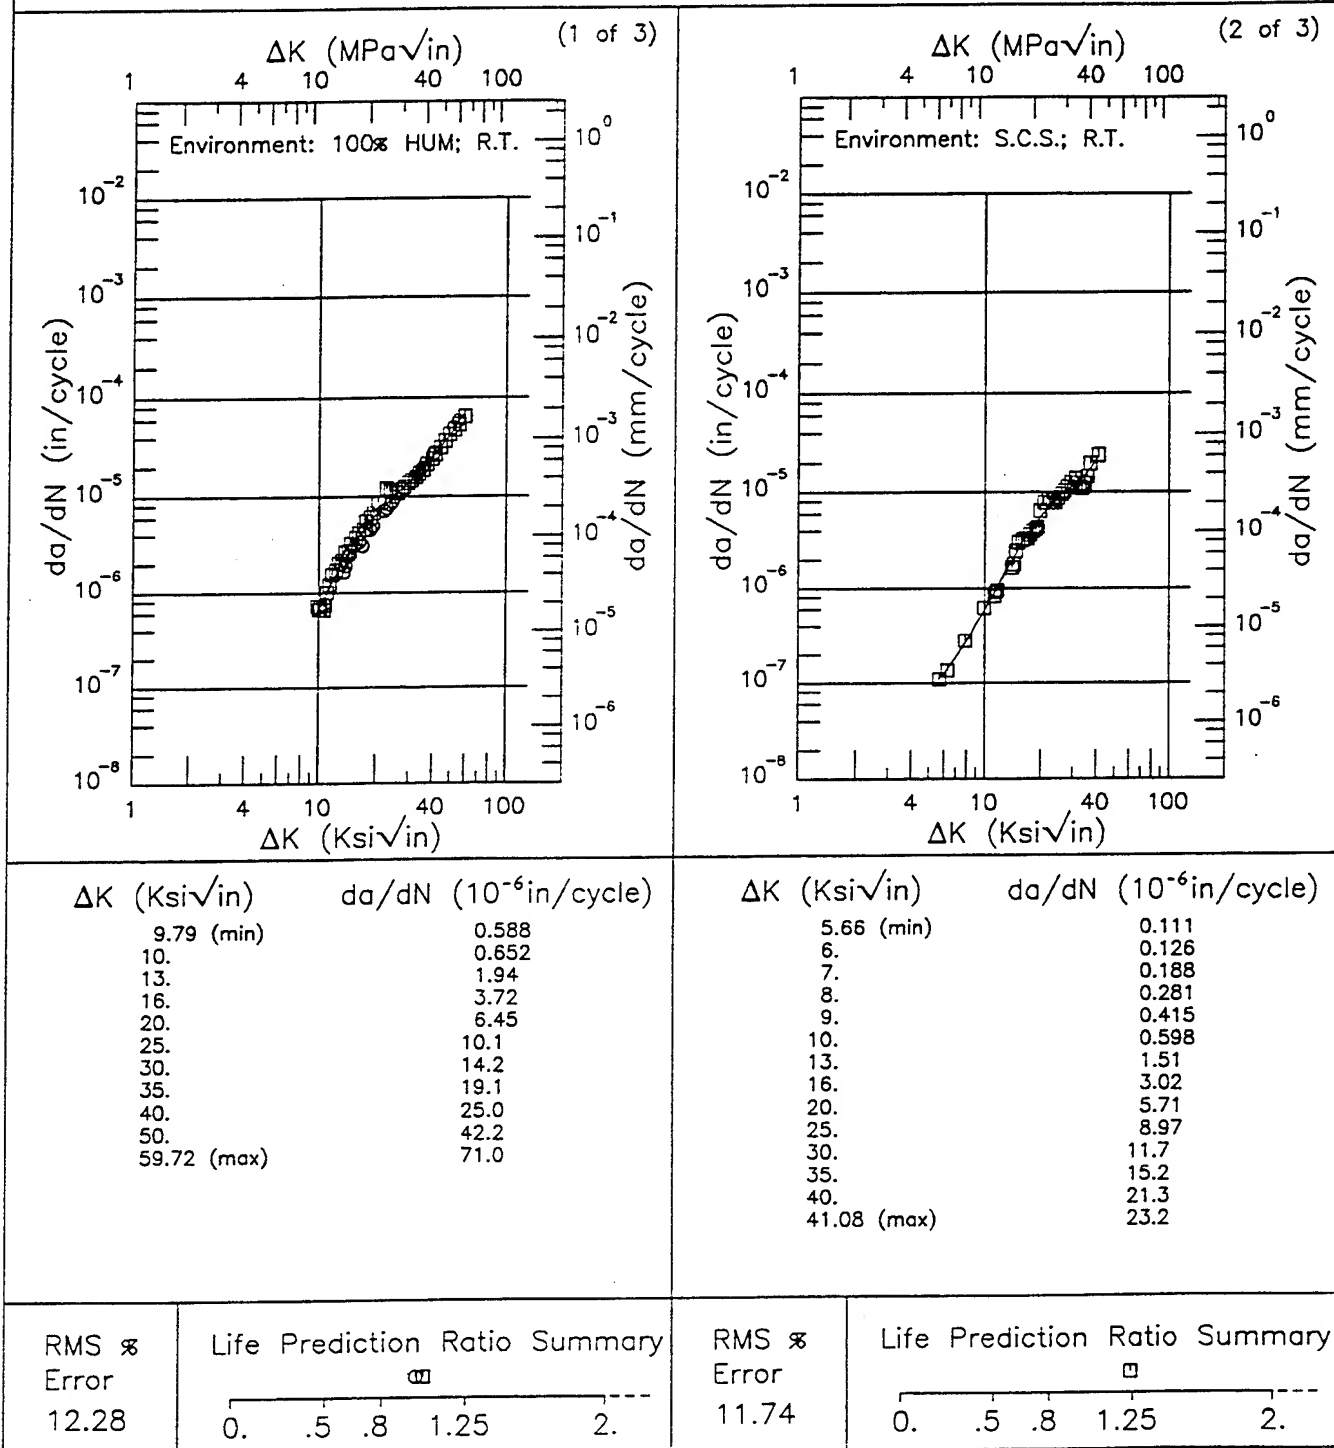 (1 of 3)
ΔK (MPa√in)
1 4 10 40 100
Environment: 100% HUM; R.T.
10⁻²
10⁻³
10⁻⁴
10⁻⁵
10⁻⁶
10⁻⁷
10⁻⁸
da/dN (in/cycle)
10⁰
10⁻¹
10⁻²
10⁻³
10⁻⁴
10⁻⁵
10⁻⁶
da/dN (mm/cycle)
1 4 10 40 100
ΔK (Ksi√in)
(2 of 3)
ΔK (MPa√in)
1 4 10 40 100
Environment: S.C.S.; R.T.
10⁻²
10⁻³
10⁻⁴
10⁻⁵
10⁻⁶
10⁻⁷
10⁻⁸
da/dN (in/cycle)
10⁰
10⁻¹
10⁻²
10⁻³
10⁻⁴
10⁻⁵
10⁻⁶
da/dN (mm/cycle)
1 4 10 40 100
ΔK (Ksi√in)
ΔK (Ksi√in) da/dN (10⁻⁶in/cycle)
9.79 (min) 0.588
10. 0.652
13. 1.94
16. 3.72
20. 6.45
25. 10.1
30. 14.2
35. 19.1
40. 25.0
50. 42.2
59.72 (max) 71.0
ΔK (Ksi√in) da/dN (10⁻⁶in/cycle)
5.66 (min) 0.111
6. 0.126
7. 0.188
8. 0.281
9. 0.415
10. 0.598
13. 1.51
16. 3.02
20. 5.71
25. 8.97
30. 11.7
35. 15.2
40. 21.3
41.08 (max) 23.2
RMS %
Error
12.28
Life Prediction Ratio Summary
0. .5 .8 1.25 2.
RMS %
Error
11.74
Life Prediction Ratio Summary
0. .5 .8 1.25 2.